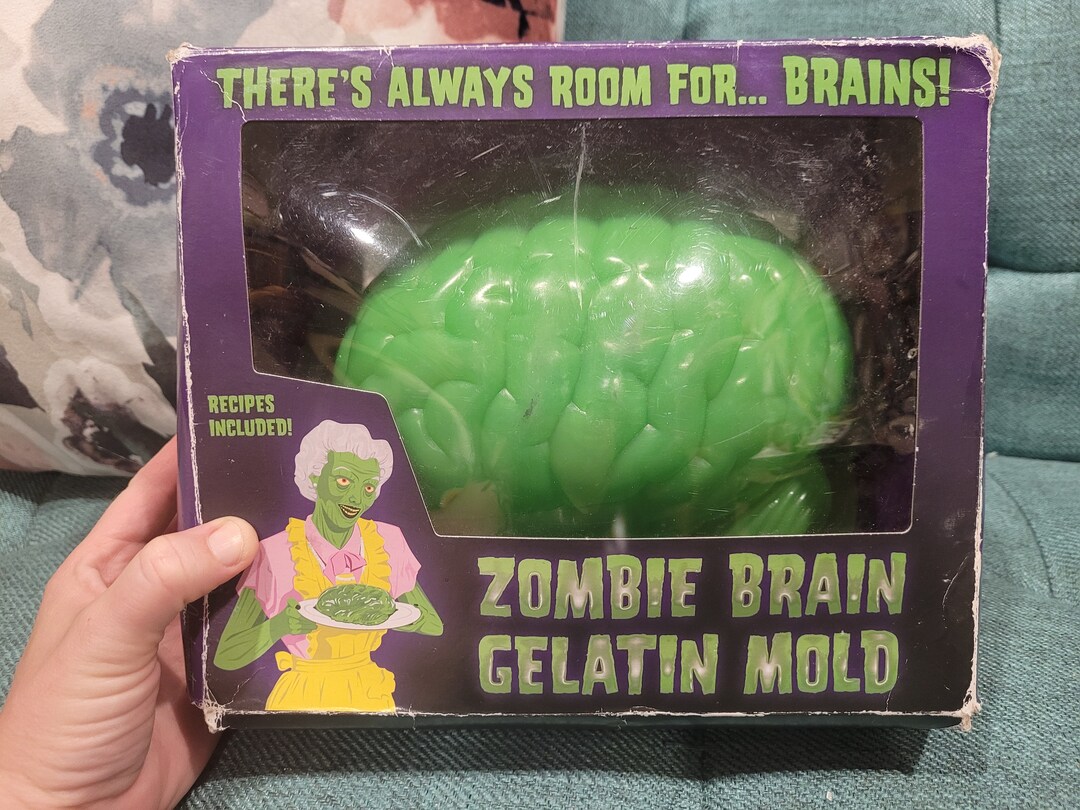 THERE'S ALWAYS ROOM FOR... BRAINS!
RECIPES
INCLUDED!
ZOMBIE BRAIN
GELATIN MOLD